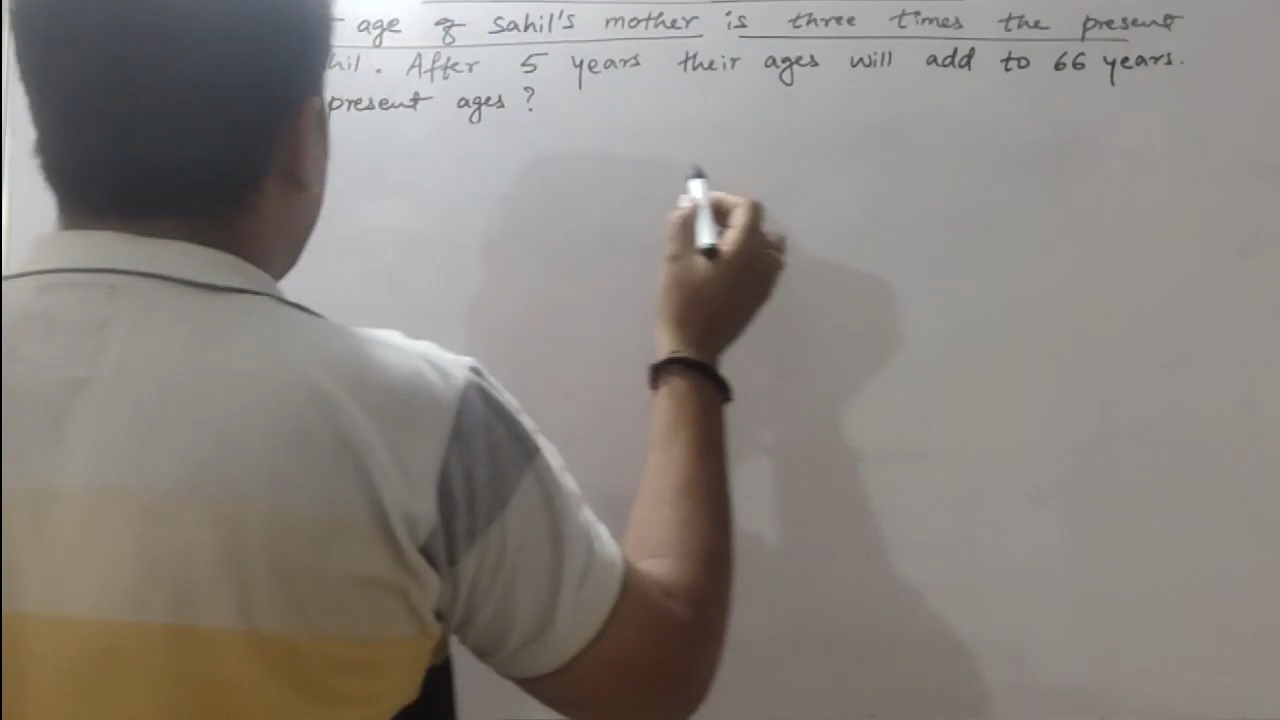 age of Sahil's mother is three times the present
hil. After 5 years their ages will add to 66 years.
present ages ?